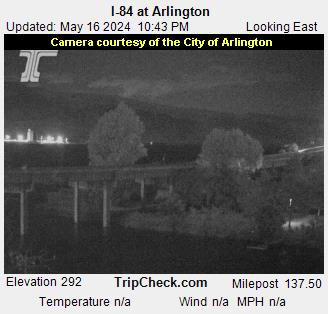 I-84 at Arlington
Updated: May 16 2024 10:43 PM Looking East
Camera courtesy of the City of Arlington
Elevation 292 TripCheck.com Milepost 137.50
Temperature n/a Wind n/a MPH n/a